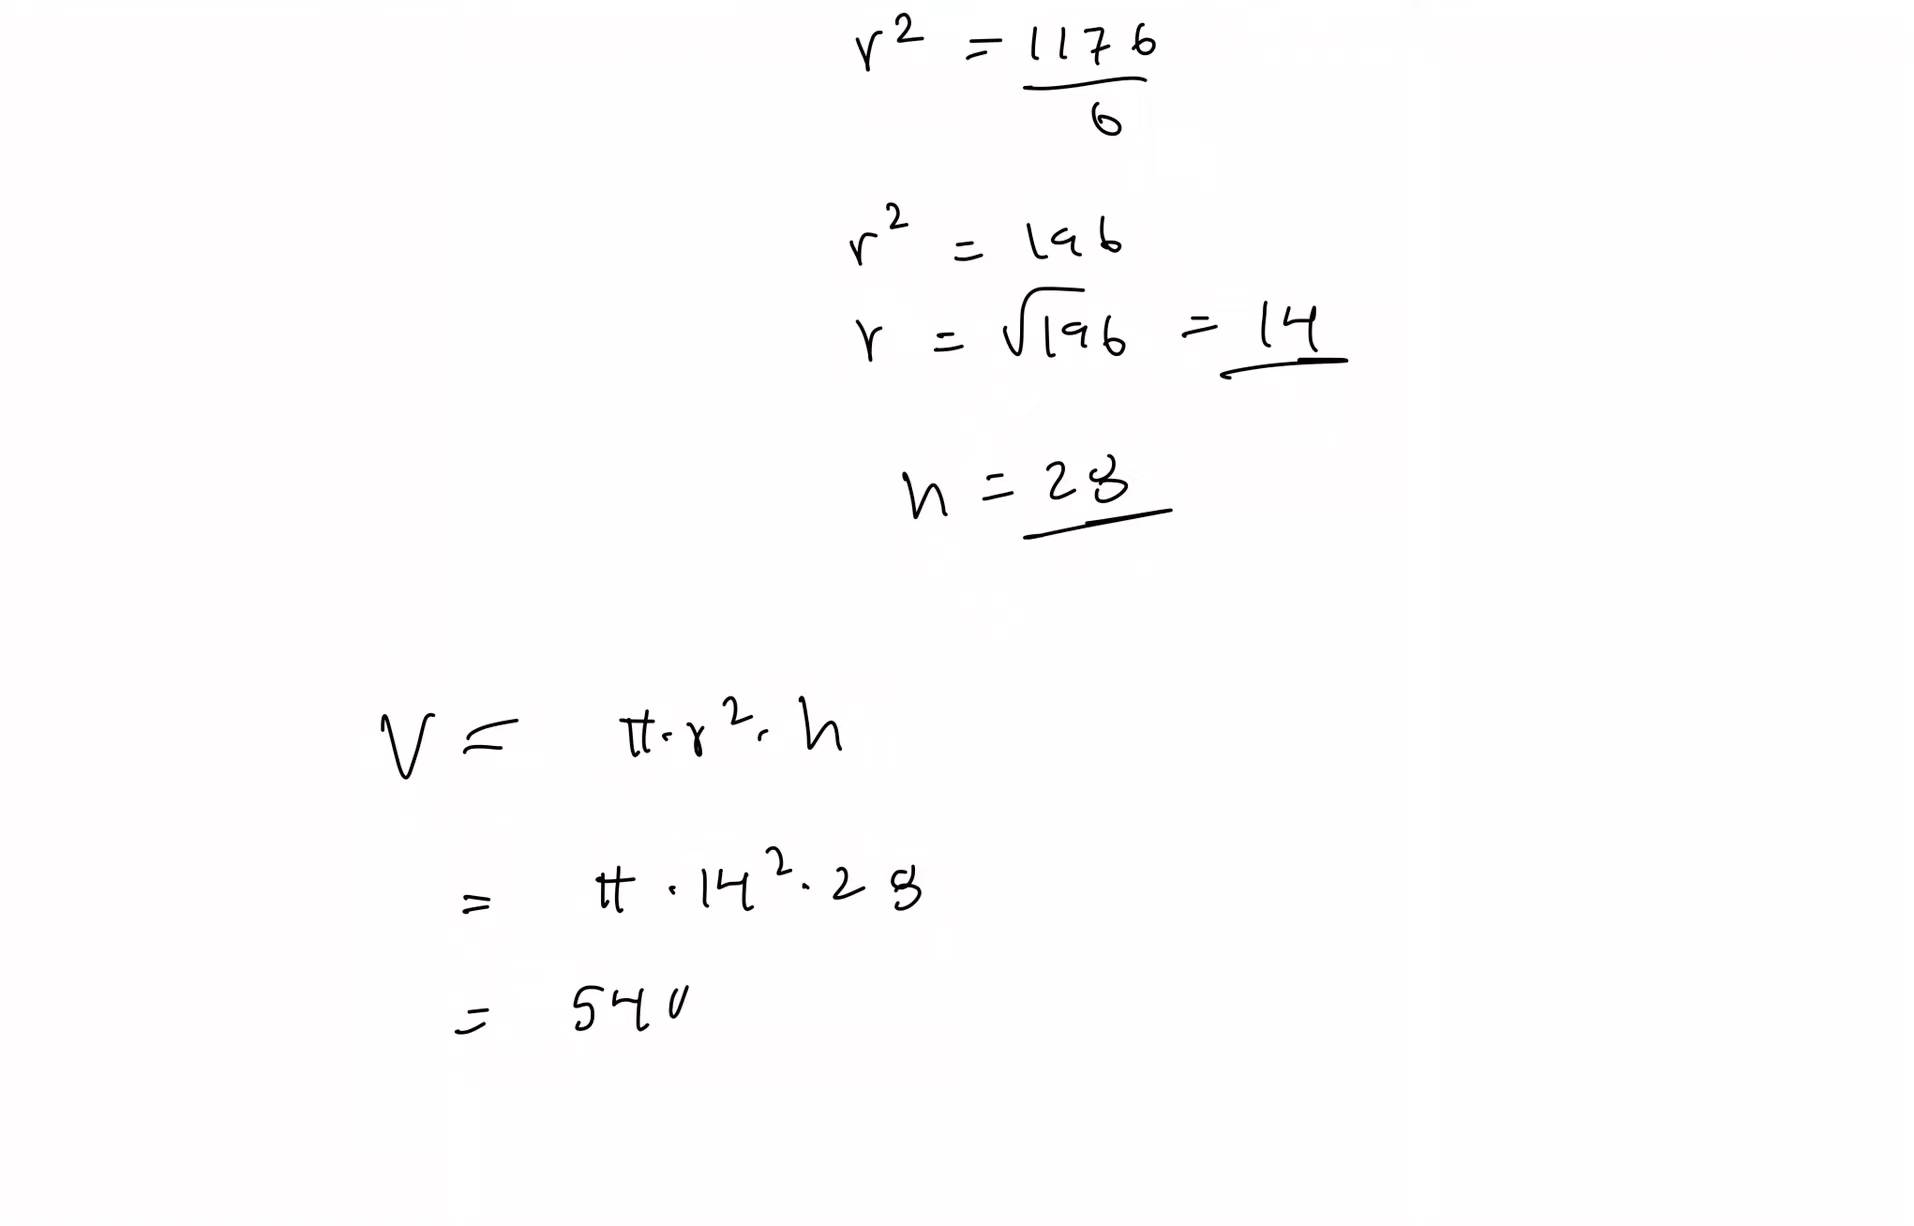 r² = 1176
6
r² = 196
r = √196 = 14
h = 28
V = π·r²·h
= π·14²·28
= 540